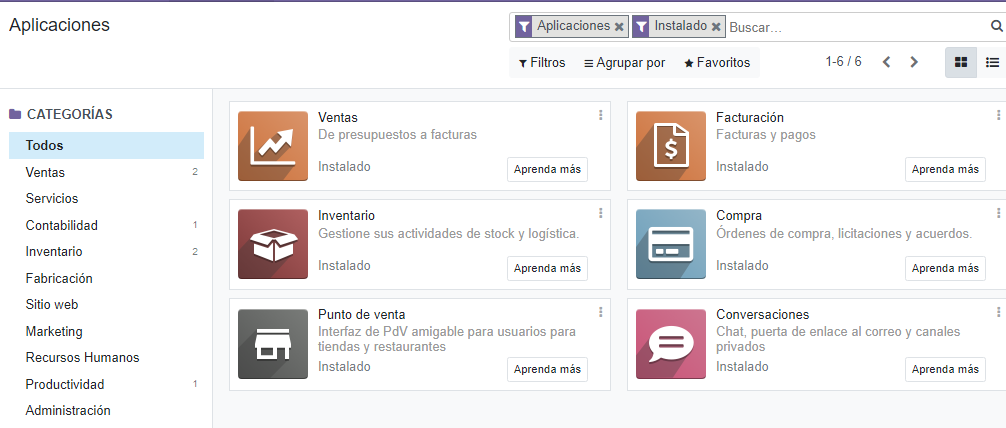 Aplicaciones
Aplicaciones
Instalado
Buscar...
Filtros
Agrupar por
Favoritos
1-6 / 6
CATEGORÍAS
Todos
Ventas 2
Servicios
Contabilidad 1
Inventario 2
Fabricación
Sitio web
Marketing
Recursos Humanos
Productividad 1
Administración
Ventas
De presupuestos a facturas
Instalado
Aprenda más
Facturación
Facturas y pagos
Instalado
Aprenda más
Inventario
Gestione sus actividades de stock y logística.
Instalado
Aprenda más
Compra
Órdenes de compra, licitaciones y acuerdos.
Instalado
Aprenda más
Punto de venta
Interfaz de PdV amigable para usuarios para
tiendas y restaurantes
Instalado
Aprenda más
Conversaciones
Chat, puerta de enlace al correo y canales
privados
Instalado
Aprenda más